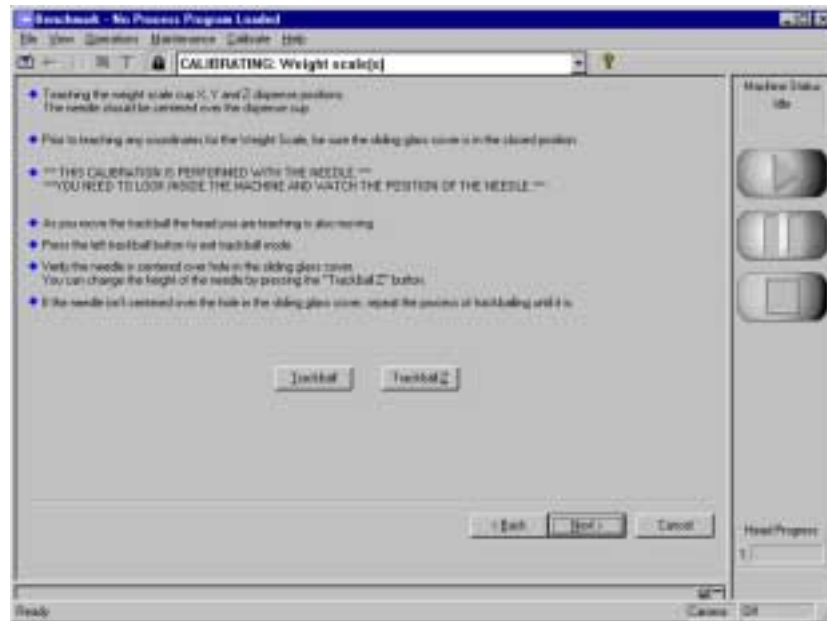 Benchmark - No Process Program Loaded
File View Operations Maintenance Calibrate Help
CALIBRATING: Weight scale(s)
Teaching the weight scale cup X, Y and Z dispense positions.
The needle should be centered over the dispense cup.
Prior to teaching any coordinates for the Weight Scale, be sure the sliding glass cover is in the closed position.
*** THIS CALIBRATION IS PERFORMED WITH THE NEEDLE ***
***YOU NEED TO LOOK INSIDE THE MACHINE AND WATCH THE POSITION OF THE NEEDLE ***
As you move the trackball the head you are teaching is also moving.
Press the left trackball button to exit trackball mode.
Verify the needle is centered over hole in the sliding glass cover.
You can change the height of the needle by pressing the "Trackball Z" button.
If the needle isn't centered over the hole in the sliding glass cover, repeat the process of trackballing until it is.
Trackball Trackball Z
< Back Next > Cancel
Machine Status
Idle
Head Progress
1
Ready
Camera Off